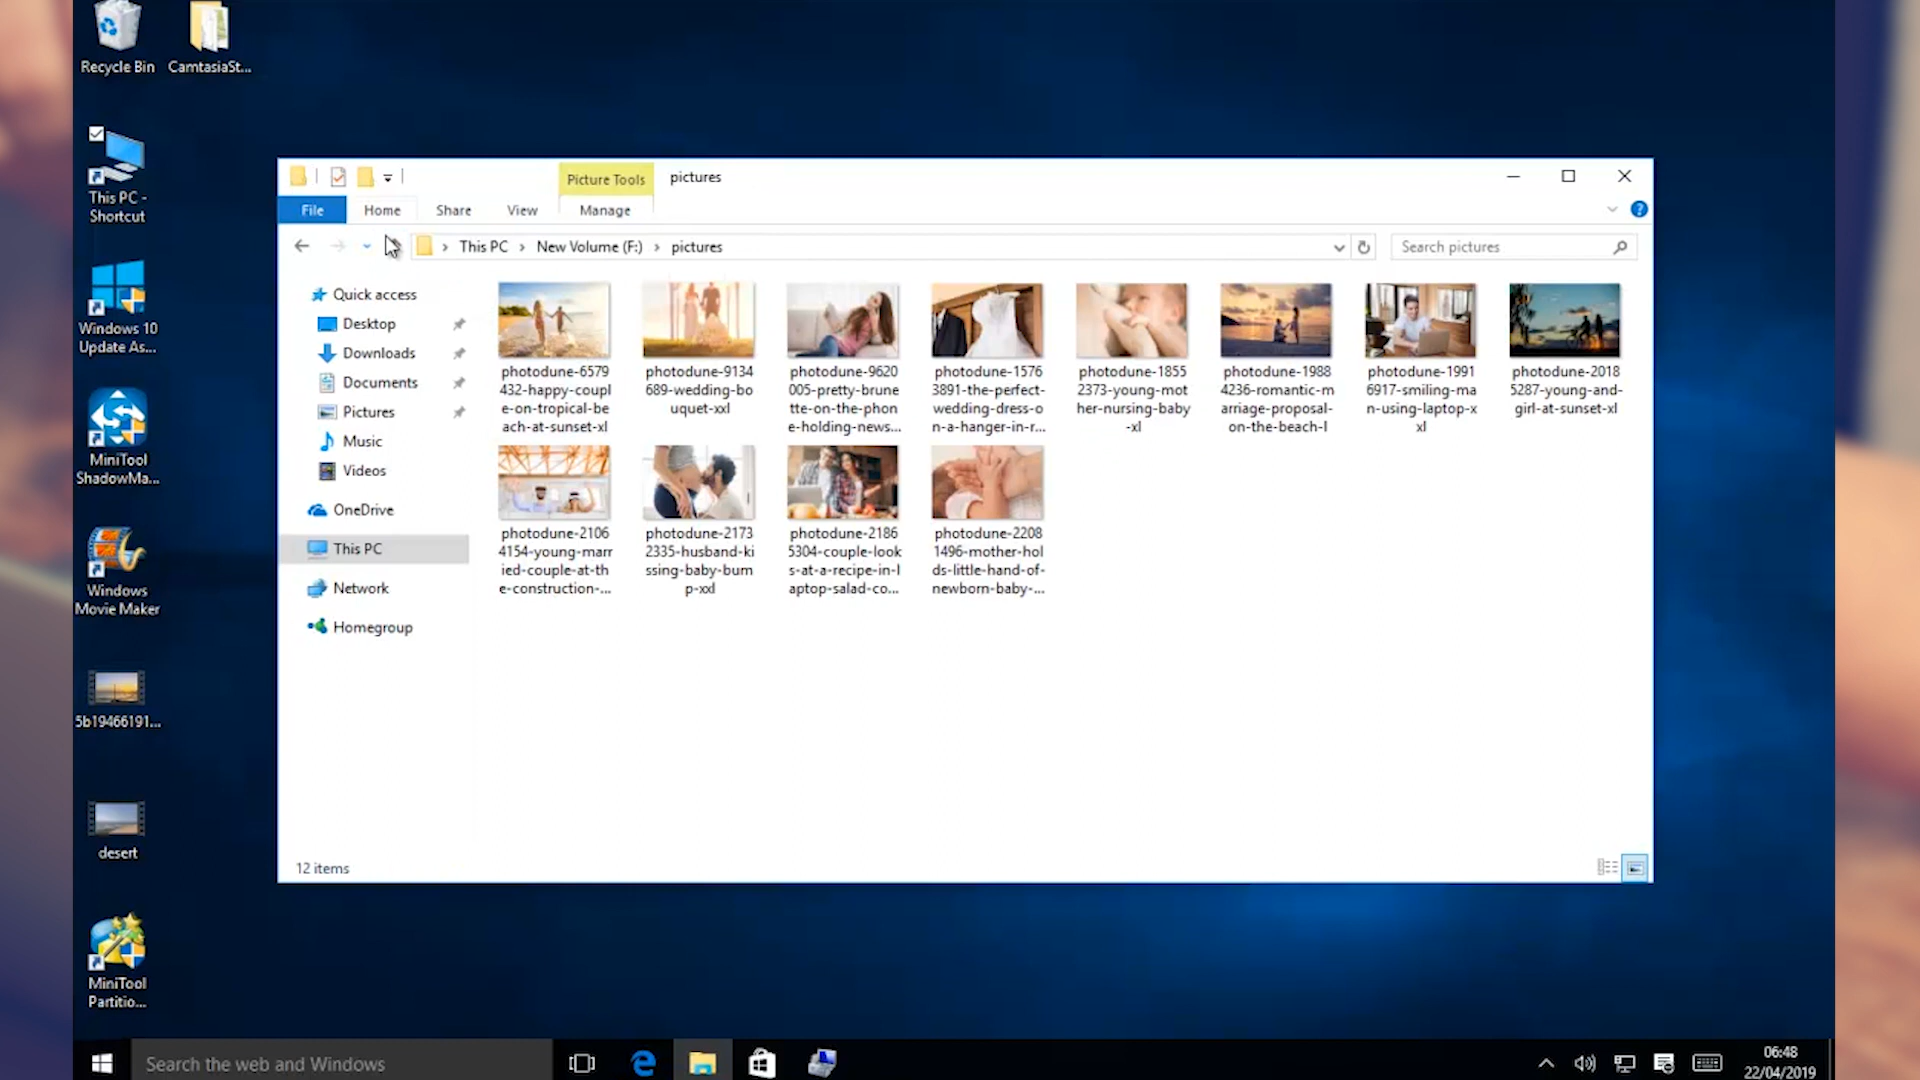 Recycle Bin
CamtasiaSt...
This PC -
Shortcut
Windows 10
Update As...
MiniTool
ShadowMa...
Windows
Movie Maker
5b19466191...
desert
MiniTool
Partitio...
Picture Tools
pictures
File
Home
Share
View
Manage
This PC
New Volume (F:)
pictures
Search pictures
Quick access
Desktop
Downloads
Documents
Pictures
Music
Videos
OneDrive
This PC
Network
Homegroup
photodune-6579
432-happy-coupl
e-on-tropical-be
ach-at-sunset-xl
photodune-9134
689-wedding-bo
uquet-xxl
photodune-9620
005-pretty-brune
tte-on-the-phon
e-holding-news...
photodune-1576
3891-the-perfect-
wedding-dress-o
n-a-hanger-in-r...
photodune-1855
2373-young-mot
her-nursing-baby
-xl
photodune-1988
4236-romantic-m
arriage-proposal-
on-the-beach-l
photodune-1991
6917-smiling-ma
n-using-laptop-x
xl
photodune-2018
5287-young-and-
girl-at-sunset-xl
photodune-2106
4154-young-marr
ied-couple-at-th
e-construction-...
photodune-2173
2335-husband-ki
ssing-baby-bum
p-xxl
photodune-2186
5304-couple-look
s-at-a-recipe-in-l
aptop-salad-co...
photodune-2208
1496-mother-hol
ds-little-hand-of-
newborn-baby-...
12 items
Search the web and Windows
06:48
22/04/2019